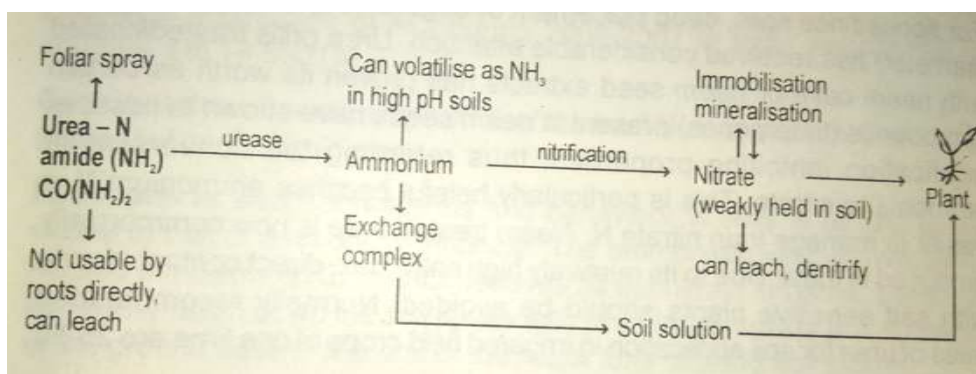 Foliar spray
Urea – N
amide (NH₂)
CO(NH₂)₂
Not usable by
roots directly,
can leach
urease
Can volatilise as NH₃
in high pH soils
Ammonium
Exchange
complex
nitrification
Immobilisation
mineralisation
Nitrate
(weakly held in soil)
can leach, denitrify
Soil solution
Plant